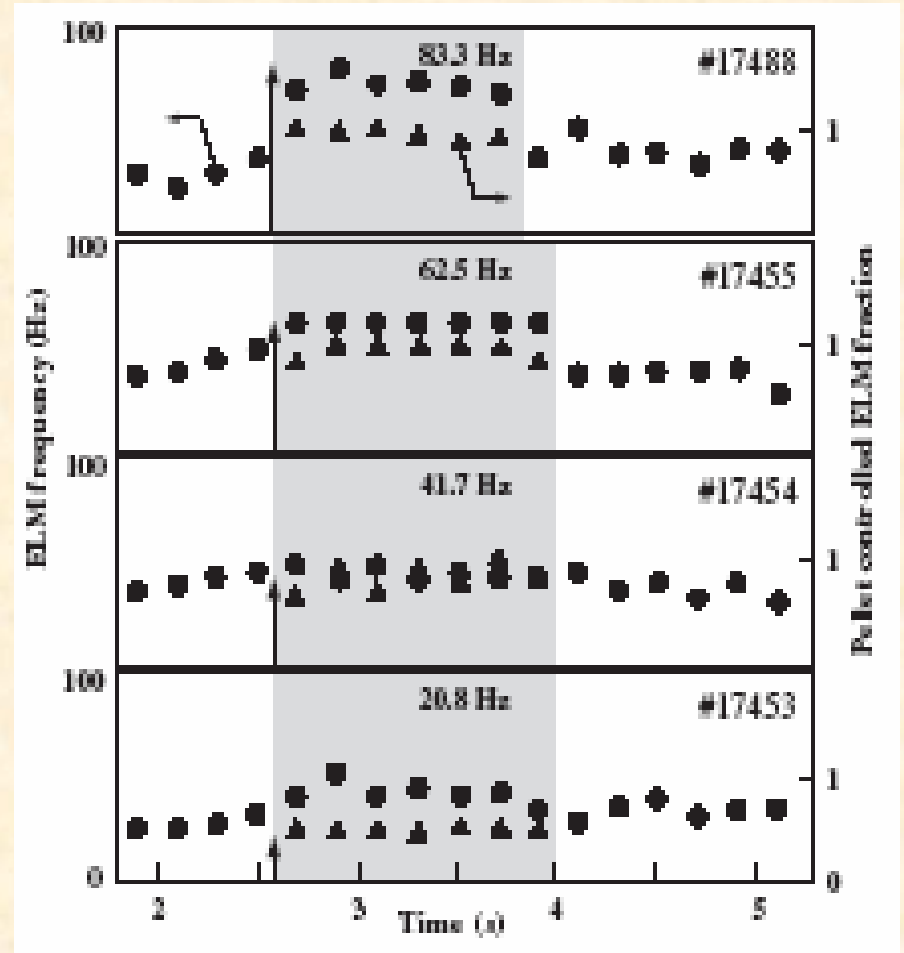 100
83.3 Hz
#17488
1
100
62.5 Hz
#17455
1
ELM frequency (Hz)
Pellet controlled ELM fraction
100
41.7 Hz
#17454
1
100
20.8 Hz
#17453
1
0
0
2
3
4
5
Time (s)